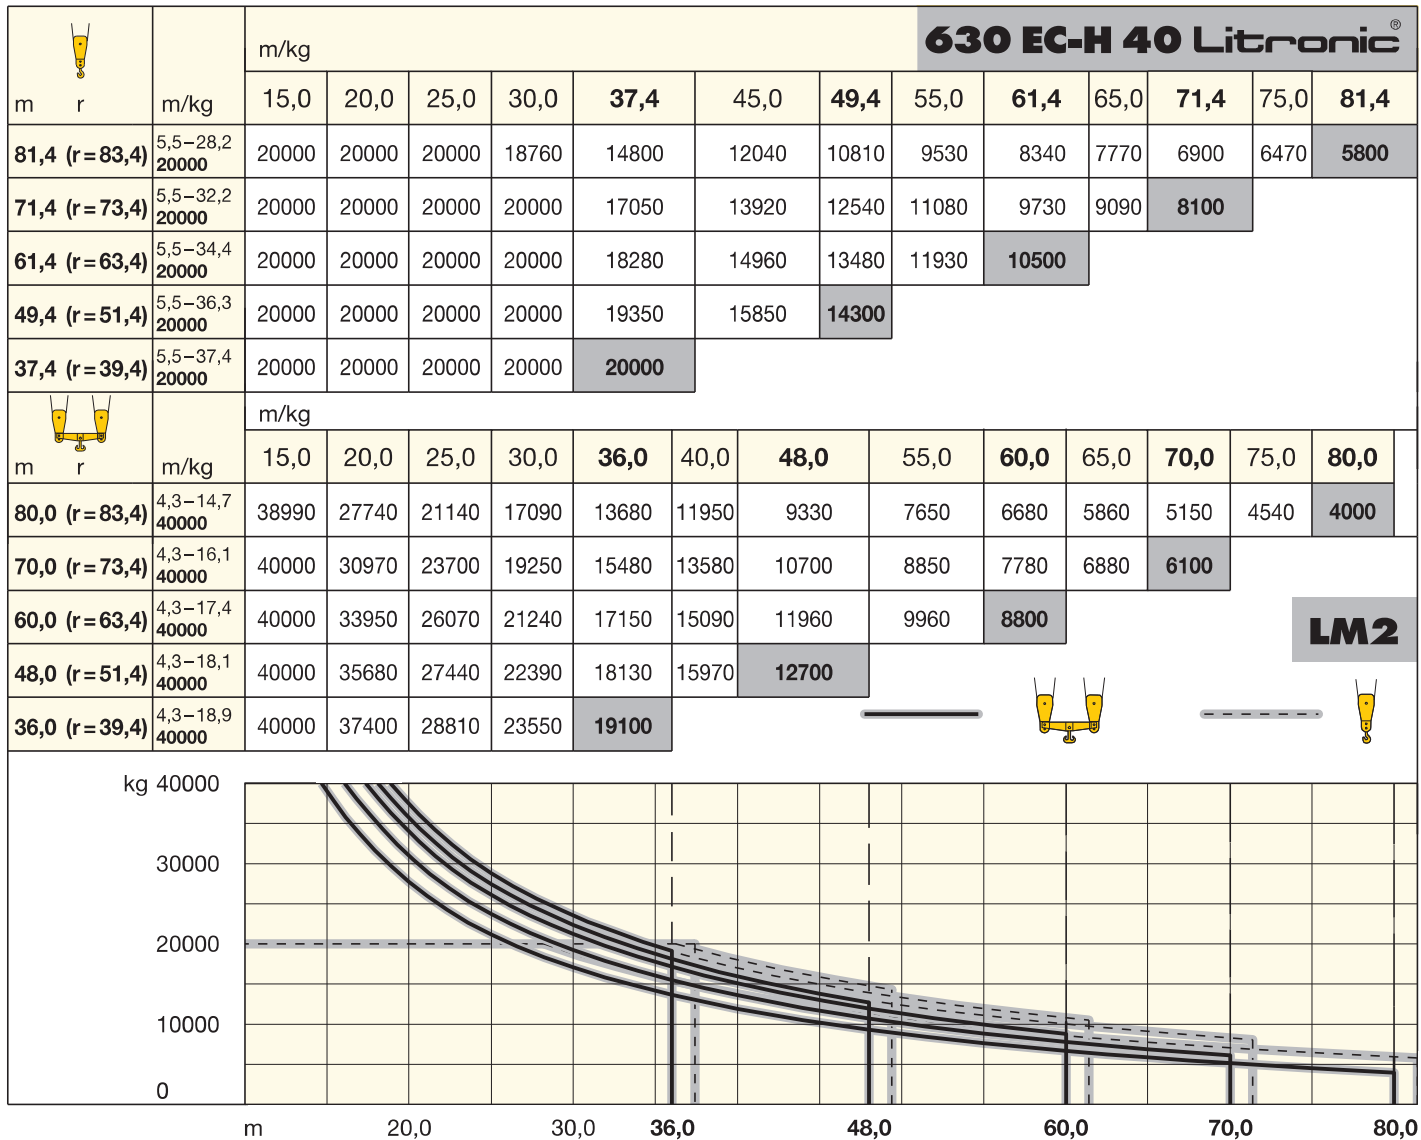 630 EC-H 40 Litronic®
m/kg
m r m/kg 15,0 20,0 25,0 30,0 37,4 45,0 49,4 55,0 61,4 65,0 71,4 75,0 81,4
81,4 (r=83,4) 5,5–28,2 20000 20000 20000 20000 18760 14800 12040 10810 9530 8340 7770 6900 6470 5800
71,4 (r=73,4) 5,5–32,2 20000 20000 20000 20000 20000 17050 13920 12540 11080 9730 9090 8100
61,4 (r=63,4) 5,5–34,4 20000 20000 20000 20000 20000 18280 14960 13480 11930 10500
49,4 (r=51,4) 5,5–36,3 20000 20000 20000 20000 20000 19350 15850 14300
37,4 (r=39,4) 5,5–37,4 20000 20000 20000 20000 20000 20000
m/kg
m r m/kg 15,0 20,0 25,0 30,0 36,0 40,0 48,0 55,0 60,0 65,0 70,0 75,0 80,0
80,0 (r=83,4) 4,3–14,7 40000 38990 27740 21140 17090 13680 11950 9330 7650 6680 5860 5150 4540 4000
70,0 (r=73,4) 4,3–16,1 40000 40000 30970 23700 19250 15480 13580 10700 8850 7780 6880 6100
60,0 (r=63,4) 4,3–17,4 40000 40000 33950 26070 21240 17150 15090 11960 9960 8800
LM2
48,0 (r=51,4) 4,3–18,1 40000 40000 35680 27440 22390 18130 15970 12700
36,0 (r=39,4) 4,3–18,9 40000 40000 37400 28810 23550 19100
kg 40000
30000
20000
10000
0
m 20,0 30,0 36,0 48,0 60,0 70,0 80,0